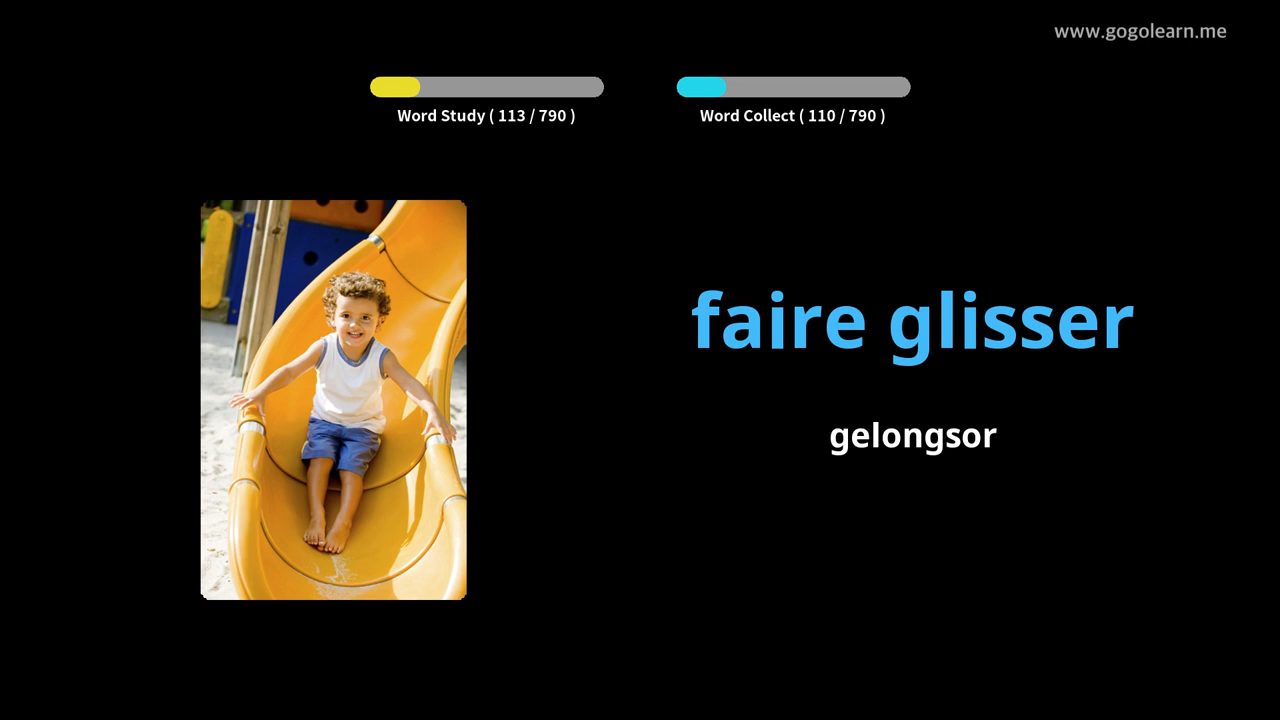 www.gogolearn.me
Word Study ( 113 / 790 )
Word Collect ( 110 / 790 )
faire glisser
gelongsor